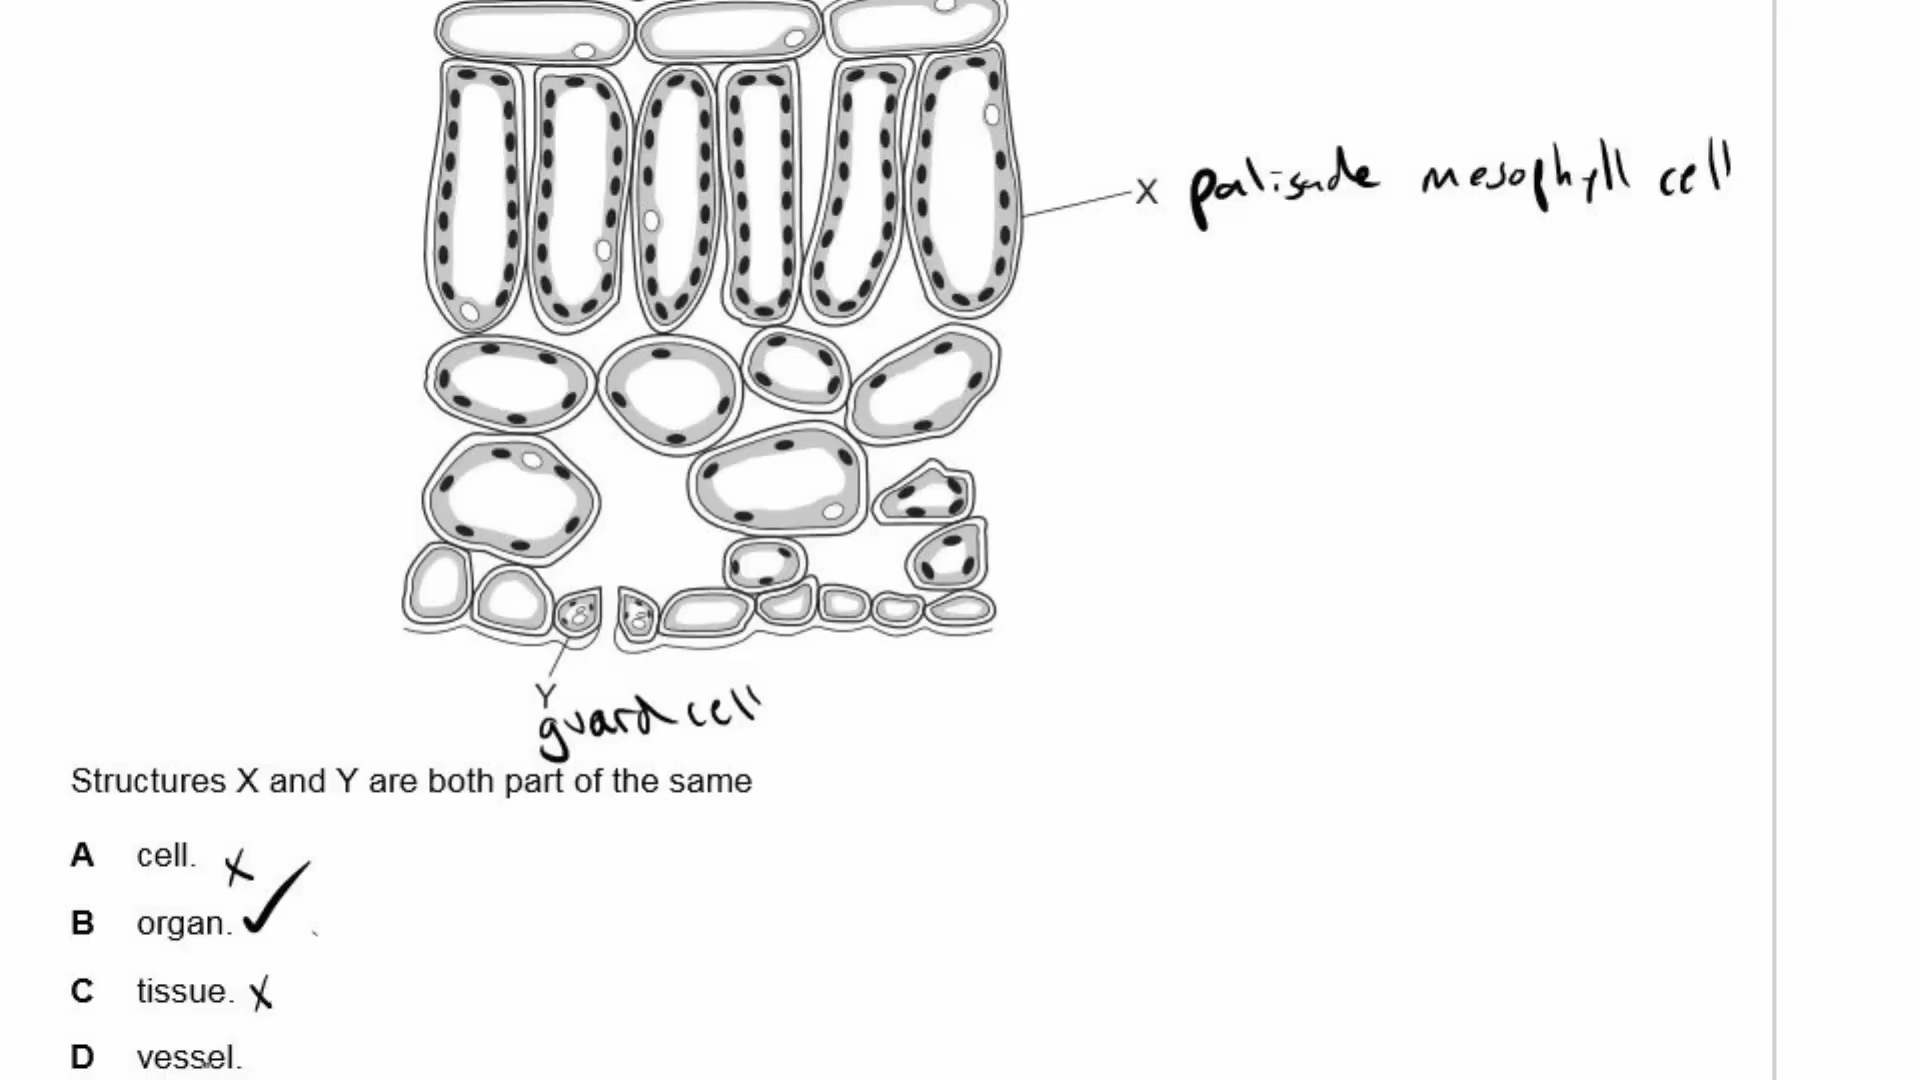 X palisade mesophyll cell
Y
guard cell
Structures X and Y are both part of the same
A cell. X
B organ. ✓
C tissue. X
D vessel.